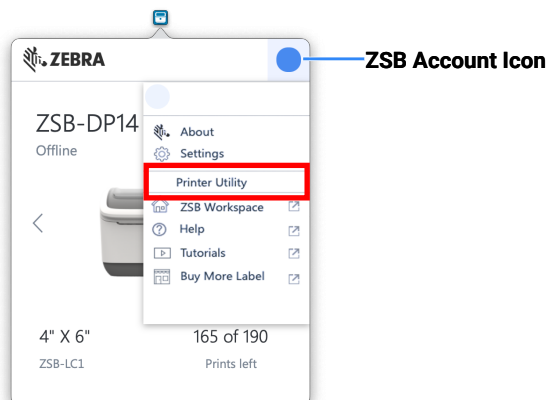 ZEBRA
ZSB Account Icon
ZSB-DP14
Offline
About
Settings
Printer Utility
ZSB Workspace
Help
Tutorials
Buy More Label
4" X 6"
165 of 190
ZSB-LC1
Prints left